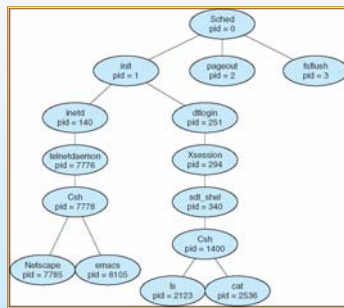 Sched
pid = 0
init
pid = 1
pageout
pid = 2
fsflush
pid = 3
inetd
pid = 140
dtlogin
pid = 251
telnetdaemon
pid = 7776
Xsession
pid = 294
Csh
pid = 7778
sdt_shel
pid = 340
Csh
pid = 1400
Netscape
pid = 7785
emacs
pid = 8105
ls
pid = 2123
cat
pid = 2536